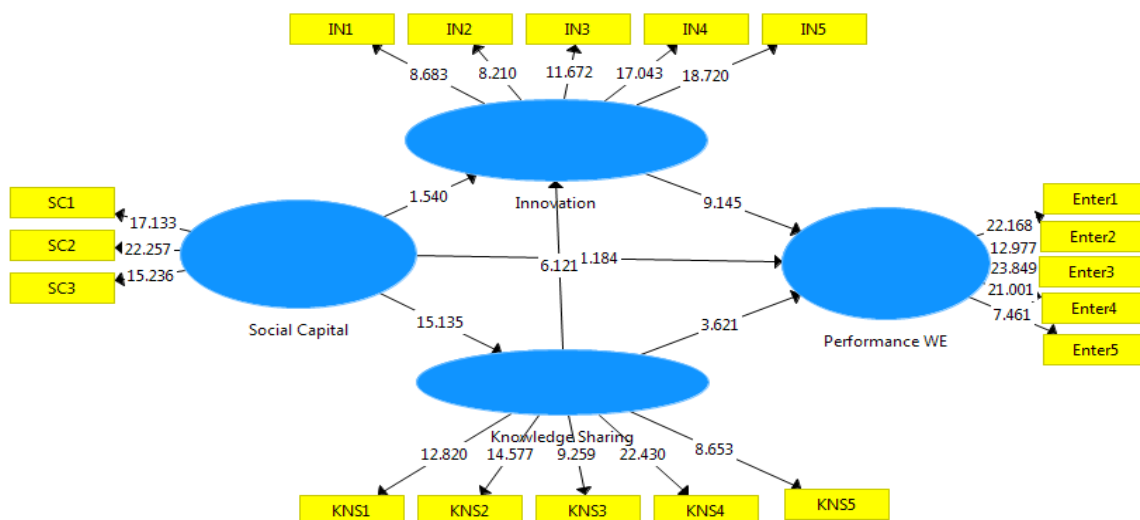 IN1
IN2
IN3
IN4
IN5
8.683
8.210
11.672
17.043
18.720
Innovation
1.540
9.145
SC1
SC2
SC3
17.133
22.257
15.236
Social Capital
6.121
1.184
15.135
3.621
Enter1
Enter2
Enter3
Enter4
Enter5
22.168
12.977
23.849
21.001
7.461
Performance WE
Knowledge Sharing
12.820
14.577
9.259
22.430
8.653
KNS1
KNS2
KNS3
KNS4
KNS5